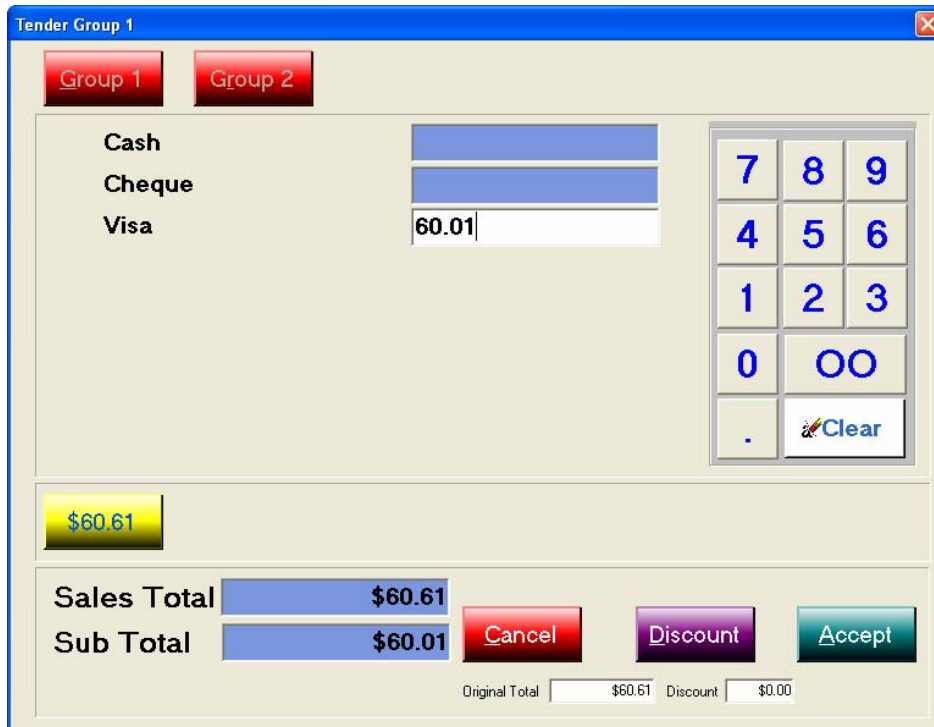 Tender Group 1
Group 1 Group 2
Cash
Cheque
Visa 60.01
7 8 9
4 5 6
1 2 3
0 00
. Clear
$60.61
Sales Total $60.61
Sub Total $60.01
Cancel Discount Accept
Original Total $60.61 Discount $0.00